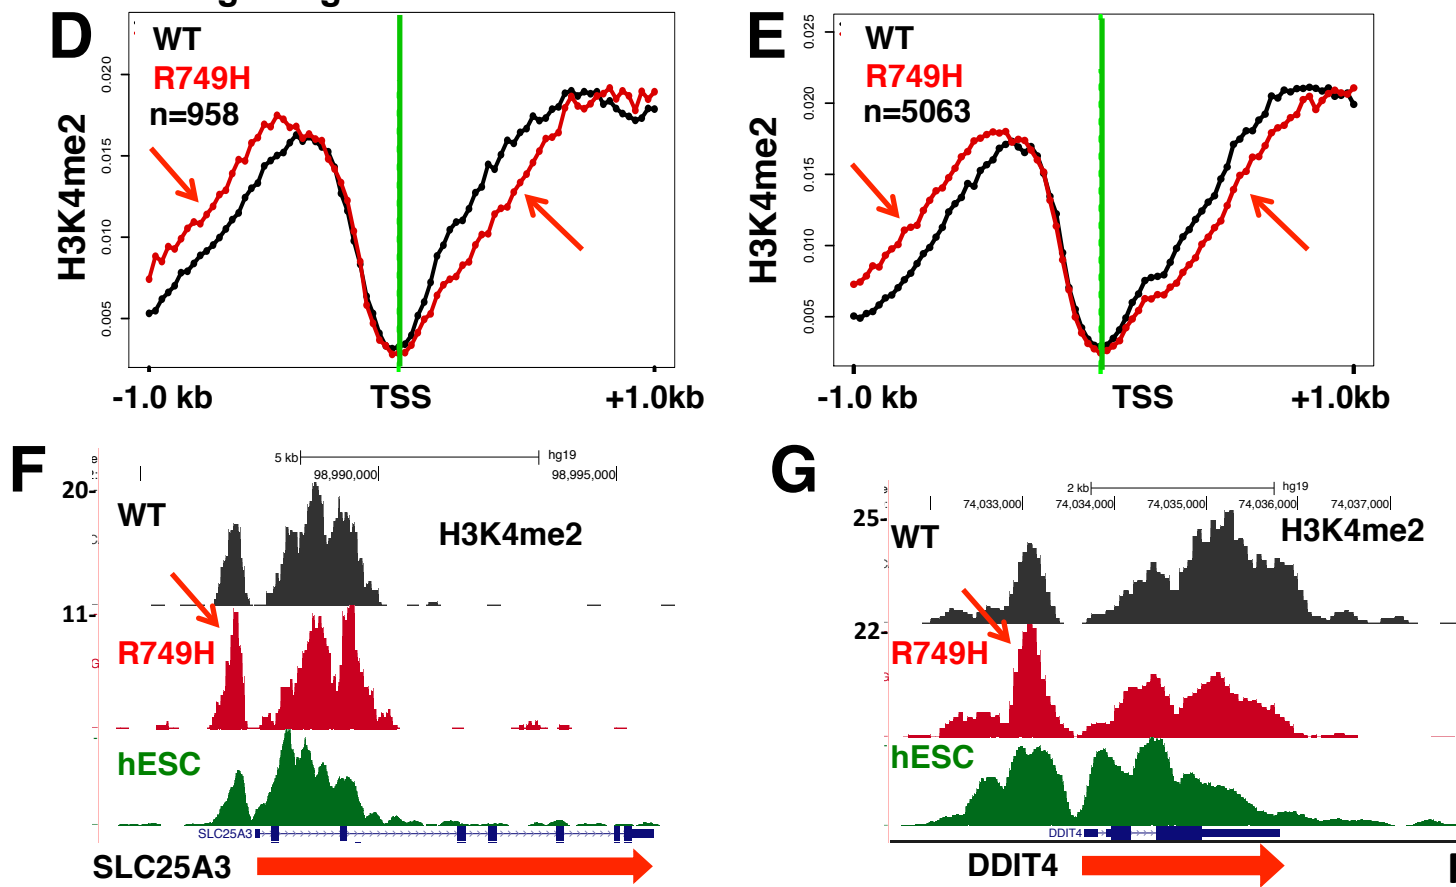 D
WT
R749H
n=958
0.020
0.015
0.010
0.005
H3K4me2
-1.0 kb
TSS
+1.0kb
E
WT
R749H
n=5063
0.025
0.020
0.015
0.010
0.005
H3K4me2
-1.0 kb
TSS
+1.0kb
F
5 kb
hg19
98,990,000
98,995,000
20-
WT
H3K4me2
11-
R749H
hESC
SLC25A3
SLC25A3
G
2 kb
hg19
74,033,000
74,034,000
74,035,000
74,036,000
74,037,000
25-
WT
H3K4me2
22-
R749H
hESC
DDIT4
DDIT4